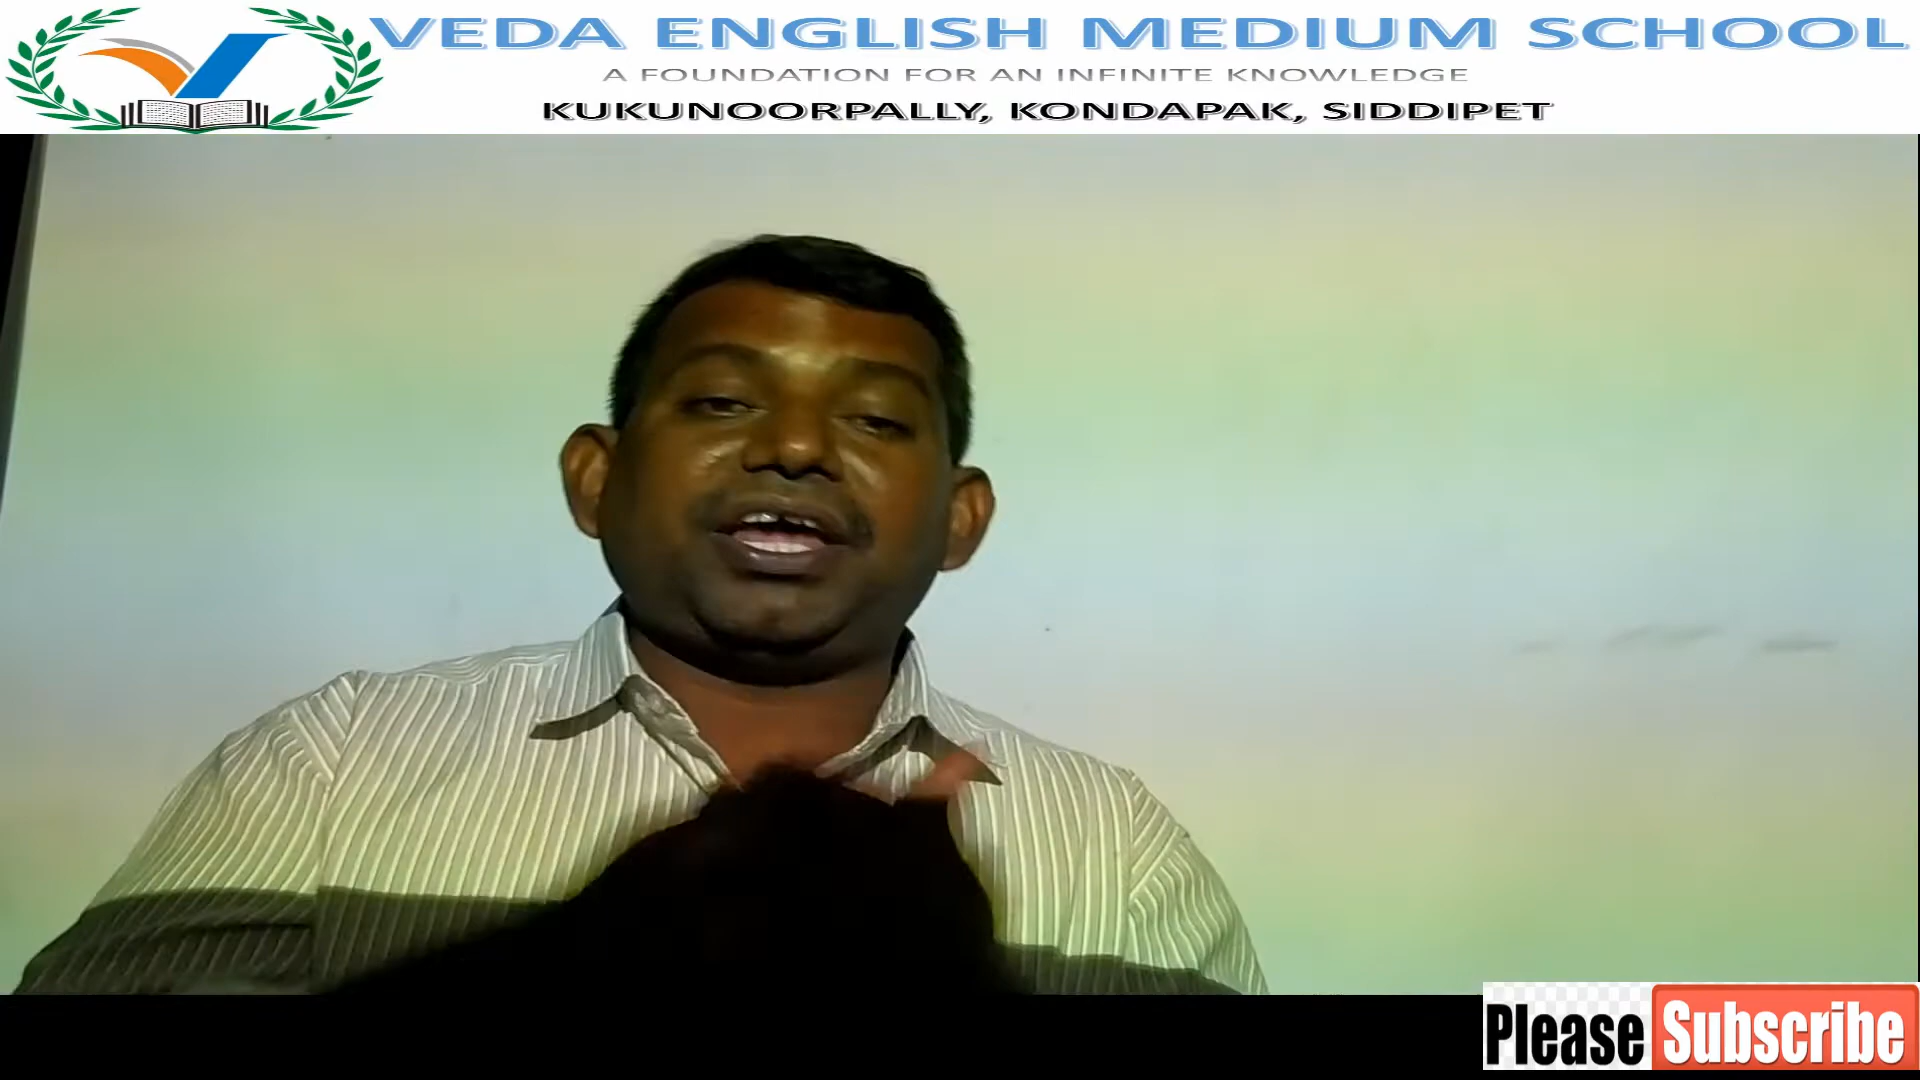 VEDA ENGLISH MEDIUM SCHOOL
A FOUNDATION FOR AN INFINITE KNOWLEDGE
KUKUNOORPALLY, KONDAPAK, SIDDIPET
Please Subscribe